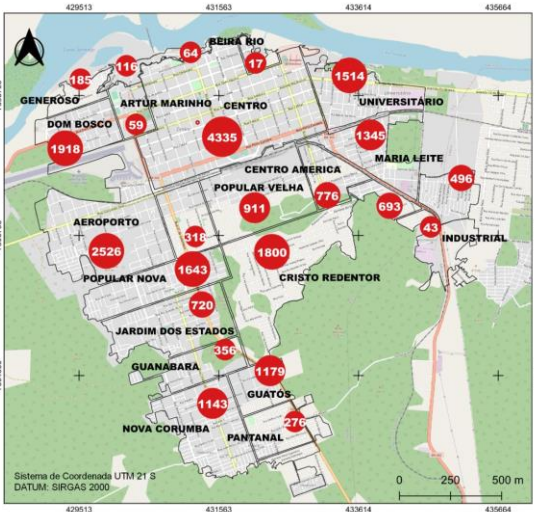 429513 431563 433614 435664
BEIRA RIO
64
17
116
185
1514
GENEROSO
ARTUR MARINHO
CENTRO
UNIVERSITÁRIO
DOM BOSCO
59
4335
1345
1918
MARIA LEITE
CENTRO AMERICA
496
POPULAR VELHA
776
911
693
AEROPORTO
43
318
INDUSTRIAL
2526
1800
1643
POPULAR NOVA
CRISTO REDENTOR
720
JARDIM DOS ESTADOS
356
GUANABARÁ
1179
GUATÓS
1143
276
NOVA CORUMBA
PANTANAL
Sistema de Coordenada UTM 21 S
DATUM: SIRGAS 2000
0 250 500 m
429513 431563 433614 435664